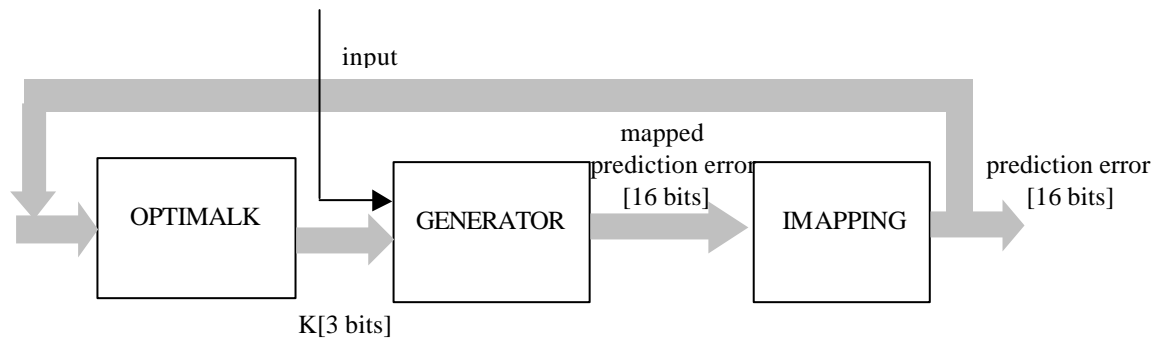 input
mapped
prediction error
[16 bits]
prediction error
[16 bits]
OPTIMALK
GENERATOR
IMAPPING
K[3 bits]